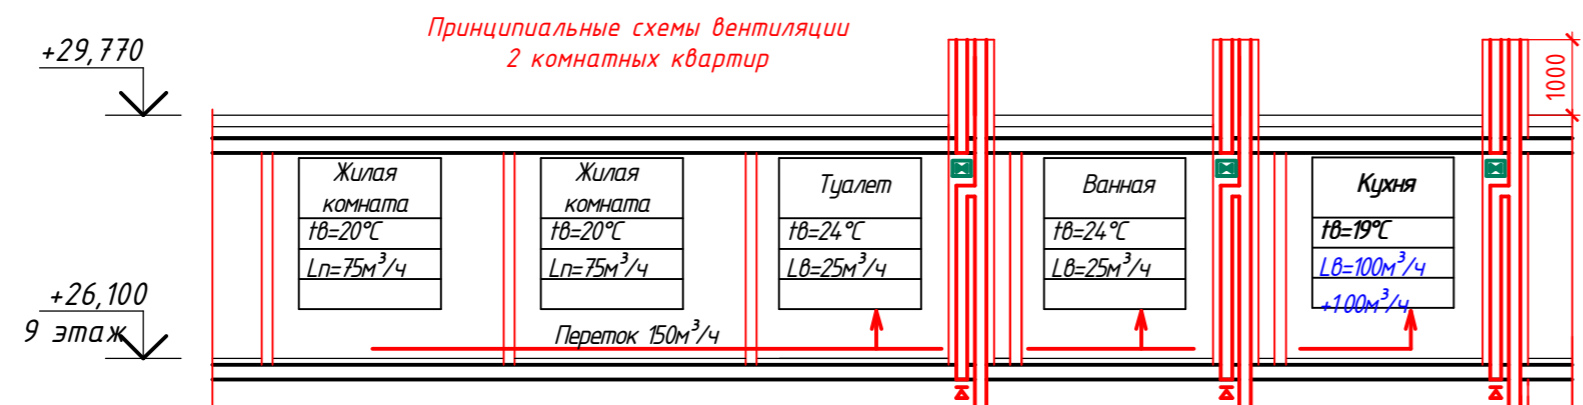 Принципиальные схемы вентиляции
2 комнатных квартир
+29,770
1000
Жилая
комната
tв=20°С
Lп=75м³/ч
Жилая
комната
tв=20°С
Lп=75м³/ч
Туалет
tв=24°С
Lв=25м³/ч
Ванная
tв=24°С
Lв=25м³/ч
Кухня
tв=19°С
Lв=100м³/ч
+100м³/ч
+26,100
9 этаж
Переток 150м³/ч